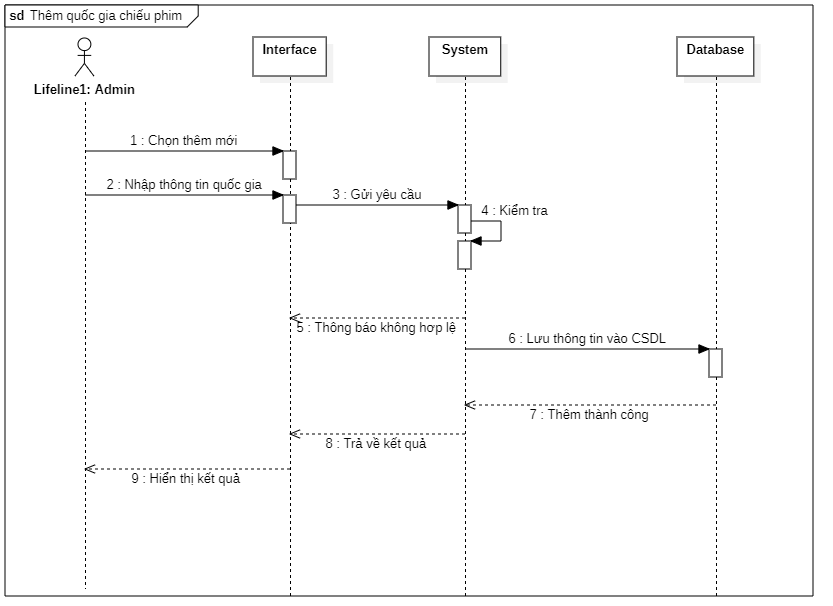 sd Thêm quốc gia chiếu phim
Interface
System
Database
Lifeline1: Admin
1 : Chọn thêm mới
2 : Nhập thông tin quốc gia
3 : Gửi yêu cầu
4 : Kiểm tra
5 : Thông báo không hợp lệ
6 : Lưu thông tin vào CSDL
7 : Thêm thành công
8 : Trả về kết quả
9 : Hiển thị kết quả